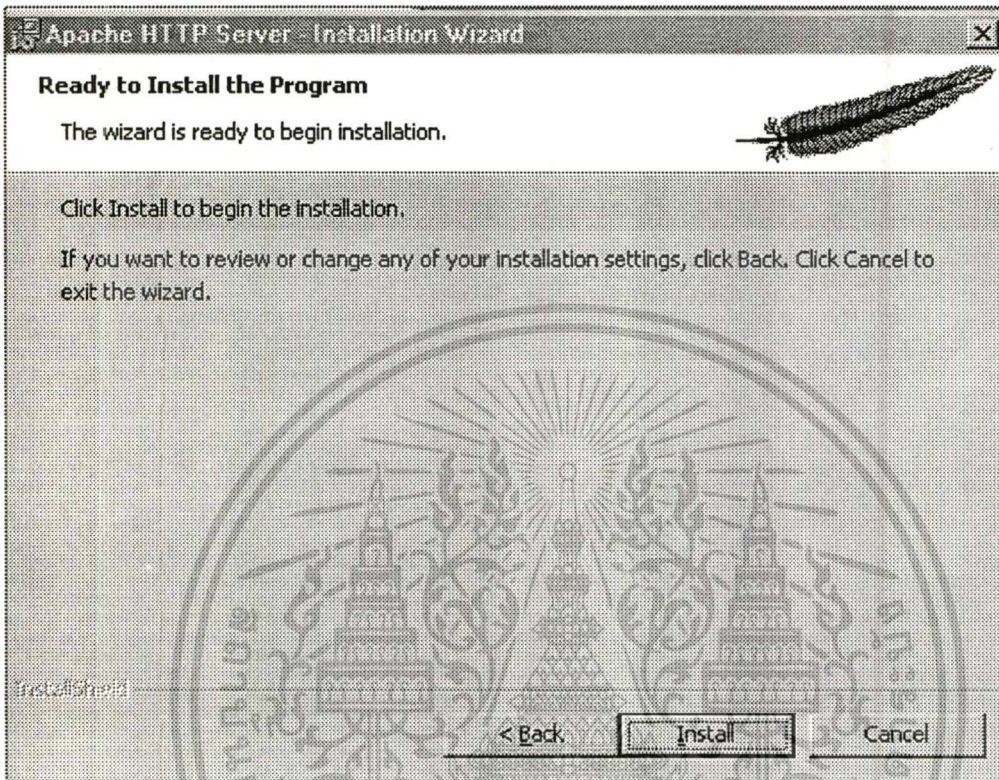 Apache HTTP Server - Installation Wizard
Ready to Install the Program
The wizard is ready to begin installation.
Click Install to begin the installation.
If you want to review or change any of your installation settings, click Back. Click Cancel to
exit the wizard.
InstallShield
< Back
Install
Cancel